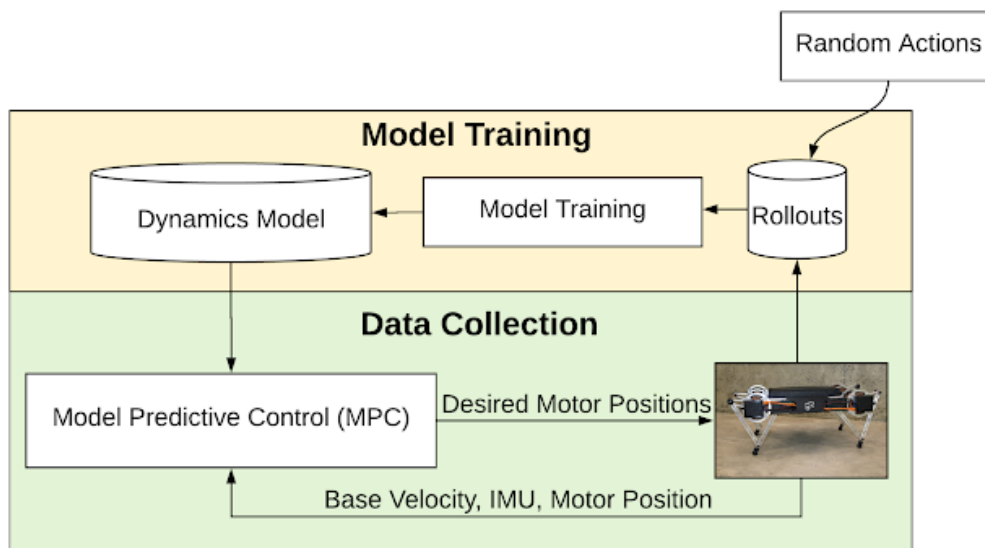 Random Actions
Model Training
Dynamics Model
Model Training
Rollouts
Data Collection
Model Predictive Control (MPC)
Desired Motor Positions
Base Velocity, IMU, Motor Position